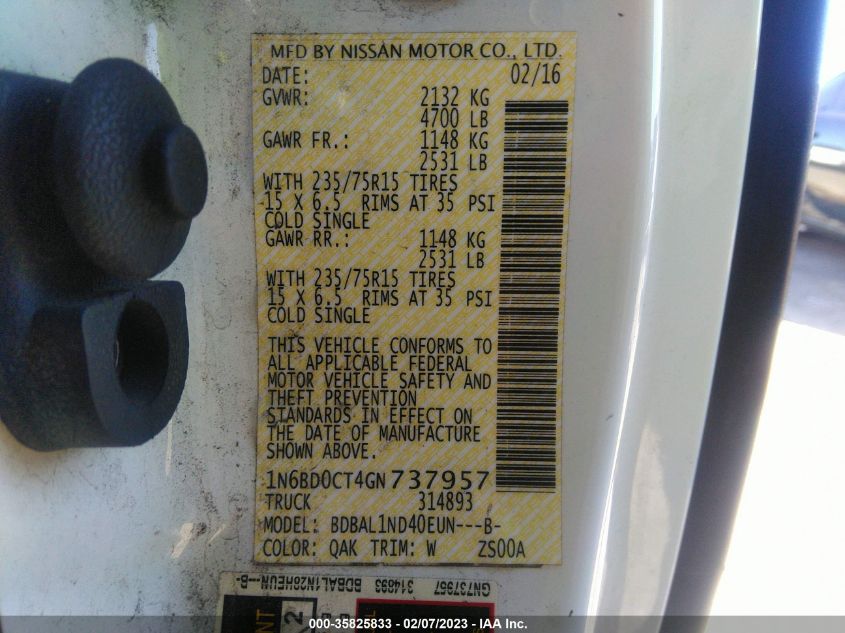 MFD BY NISSAN MOTOR CO., LTD.
DATE: 02/16
GVWR: 2132 KG
4700 LB
GAWR FR.: 1148 KG
2531 LB
WITH 235/75R15 TIRES
15 X 6.5 RIMS AT 35 PSI
COLD SINGLE
GAWR RR.: 1148 KG
2531 LB
WITH 235/75R15 TIRES
15 X 6.5 RIMS AT 35 PSI
COLD SINGLE
THIS VEHICLE CONFORMS TO
ALL APPLICABLE FEDERAL
MOTOR VEHICLE SAFETY AND
THEFT PREVENTION
STANDARDS IN EFFECT ON
THE DATE OF MANUFACTURE
SHOWN ABOVE.
1N6BD0CT4GN737957
TRUCK 314893
MODEL: BDBAL1ND40EUN---B-
COLOR: QAK TRIM: W ZS00A
GN737957 314893 BDBAL1N28HEUN---B-
000-35825833 - 02/07/2023 - IAA Inc.